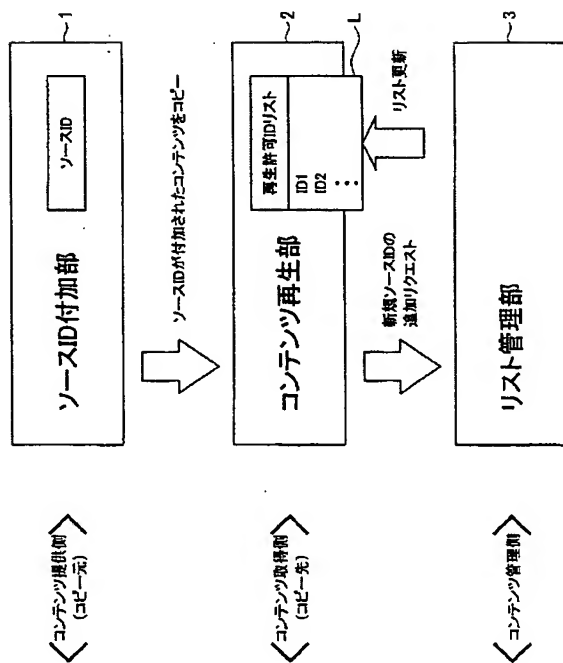 <コンテンツ提供側
(コピー元)>
ソースID付加部
ソースID
1
ソースIDが付加されたコンテンツをコピー
<コンテンツ取得側
(コピー先)>
コンテンツ再生部
再生許可IDリスト
ID1
ID2
:
2
L
新規ソースIDの
追加リクエスト
リスト更新
<コンテンツ管理側>
リスト管理部
3